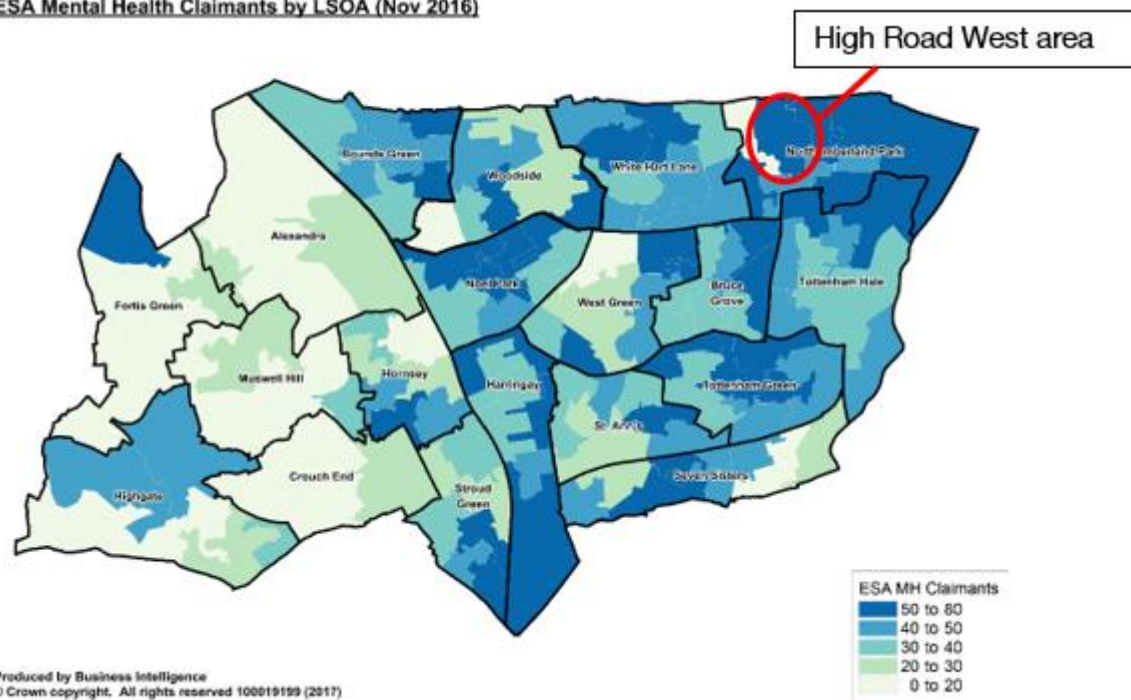 ESA Mental Health Claimants by LSOA (Nov 2016)
High Road West area
Bounds Green
Woodside
White Hart Lane
Northumberland Park
Alexandra
Noel Park
West Green
Bruce
Grove
Tottenham Hale
Fortis Green
Muswell Hill
Hornsey
Harringay
Tottenham Green
St. Ann's
Highgate
Crouch End
Stroud
Green
Seven Sisters
ESA MH Claimants
50 to 80
40 to 50
30 to 40
20 to 30
0 to 20
Produced by Business Intelligence
© Crown copyright. All rights reserved 100019199 (2017)